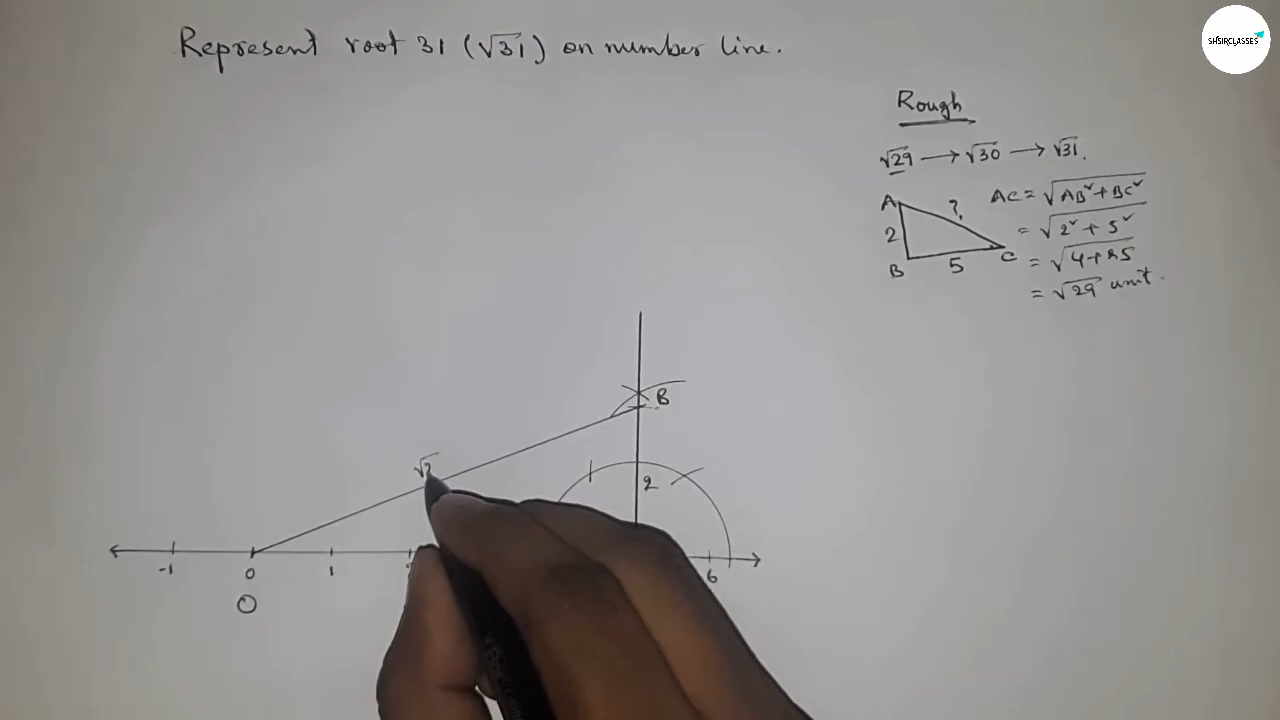 Represent root 31 (√31) on number line.
SHSIRCLASSES
Rough
√29 → √30 → √31.
A ? AC = √AB²+BC²
2 = √2² + 5²
B 5 C = √4+25
= √29 unit.
B
√2
2
-1 0 1 6
O